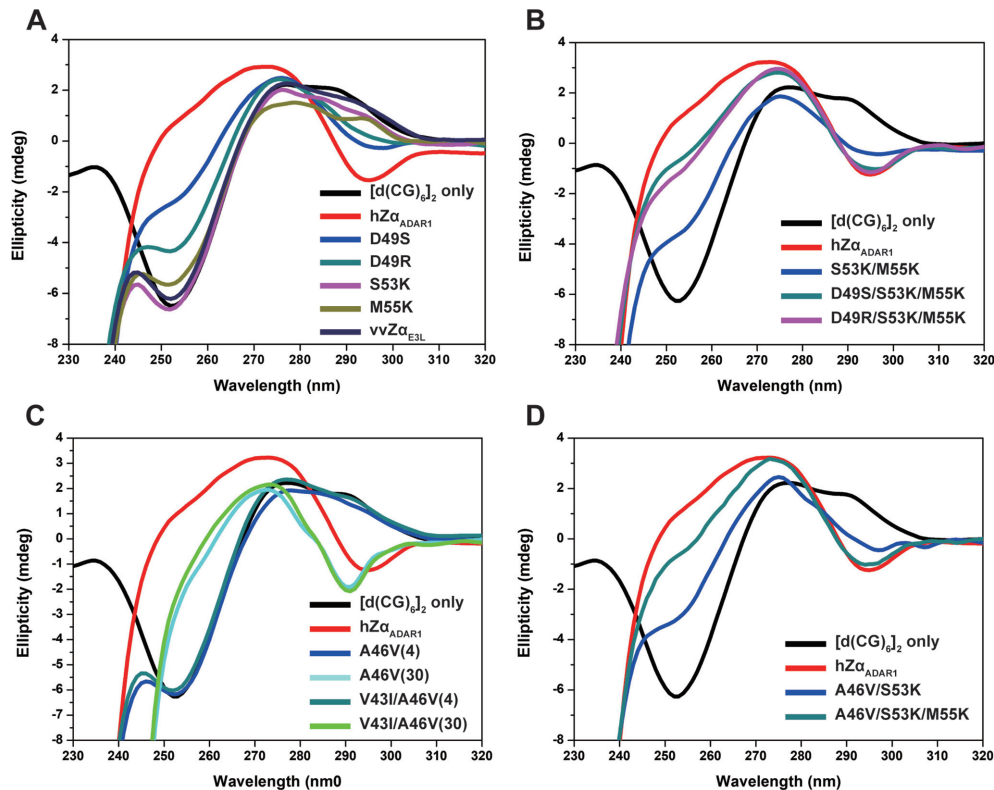 A
4
2
0
-2
-4
-6
-8
Ellipticity (mdeg)
[d(CG)6]2 only
hZαADAR1
D49S
D49R
S53K
M55K
vvZαE3L
230 240 250 260 270 280 290 300 310 320
Wavelength (nm)
B
4
2
0
-2
-4
-6
-8
Ellipticity (mdeg)
[d(CG)6]2 only
hZαADAR1
S53K/M55K
D49S/S53K/M55K
D49R/S53K/M55K
230 240 250 260 270 280 290 300 310 320
Wavelength (nm)
C
4
3
2
1
0
-1
-2
-3
-4
-5
-6
-7
-8
Ellipticity (mdeg)
[d(CG)6]2 only
hZαADAR1
A46V(4)
A46V(30)
V43I/A46V(4)
V43I/A46V(30)
230 240 250 260 270 280 290 300 310 320
Wavelength (nm0
D
4
2
0
-2
-4
-6
-8
Ellipticity (mdeg)
[d(CG)6]2 only
hZαADAR1
A46V/S53K
A46V/S53K/M55K
230 240 250 260 270 280 290 300 310 320
Wavelength (nm)